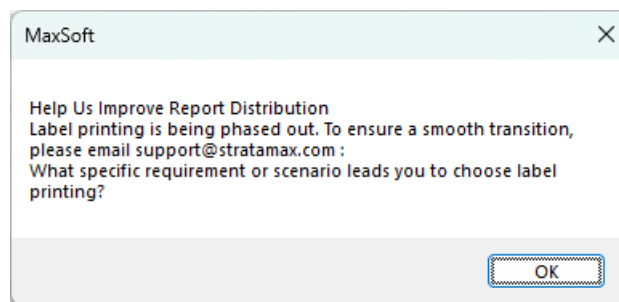 MaxSoft
Help Us Improve Report Distribution
Label printing is being phased out. To ensure a smooth transition,
please email support@stratamax.com :
What specific requirement or scenario leads you to choose label
printing?
OK